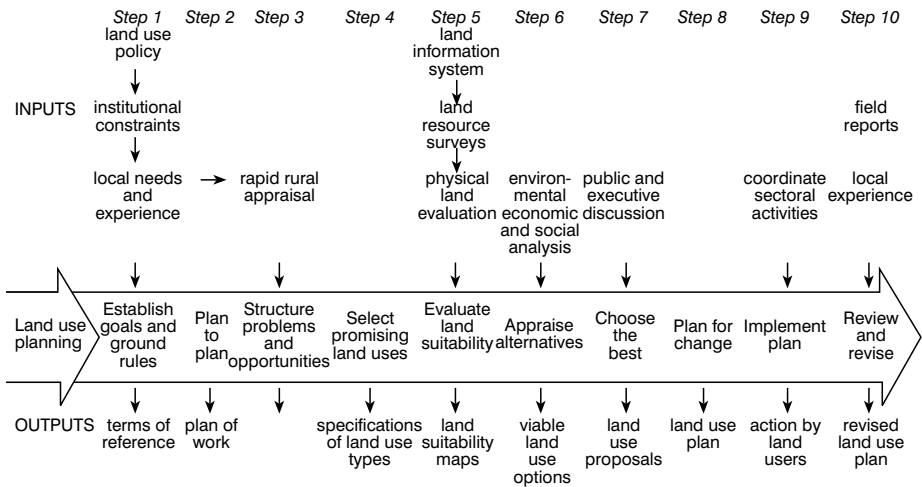 Step 1 Step 2 Step 3 Step 4 Step 5 Step 6 Step 7 Step 8 Step 9 Step 10
land use
policy
land
information
system
INPUTS
institutional
constraints
land
resource
surveys
field
reports
local needs
and
experience
rapid rural
appraisal
physical
land
evaluation
environ-
mental
economic
and social
analysis
public and
executive
discussion
coordinate
sectoral
activities
local
experience
Land use
planning
Establish
goals and
ground
rules
Plan
to
plan
Structure
problems
and
opportunities
Select
promising
land uses
Evaluate
land
suitability
Appraise
alternatives
Choose
the
best
Plan for
change
Implement
plan
Review
and
revise
OUTPUTS
terms of
reference
plan of
work
specifications
of land use
types
land
suitability
maps
viable
land
use
options
land
use
proposals
land use
plan
action by
land
users
revised
land use
plan